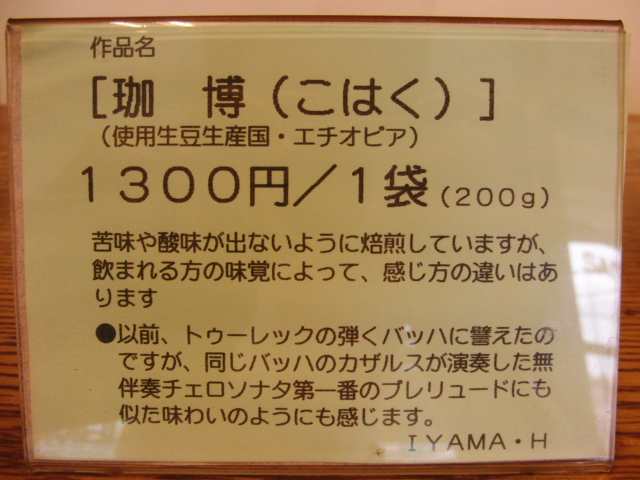 作品名
[珈　博（こはく）]
（使用生豆生産国・エチオピア）
１３００円／１袋（２００ｇ）
苦味や酸味が出ないように焙煎していますが、
飲まれる方の味覚によって、感じ方の違いはあ
ります
●以前、トゥーレックの弾くバッハに譬えたの
ですが、同じバッハのカザルスが演奏した無
伴奏チェロソナタ第一番のプレリュードにも
似た味わいのようにも感じます。
ＩＹＡＭＡ・Ｈ